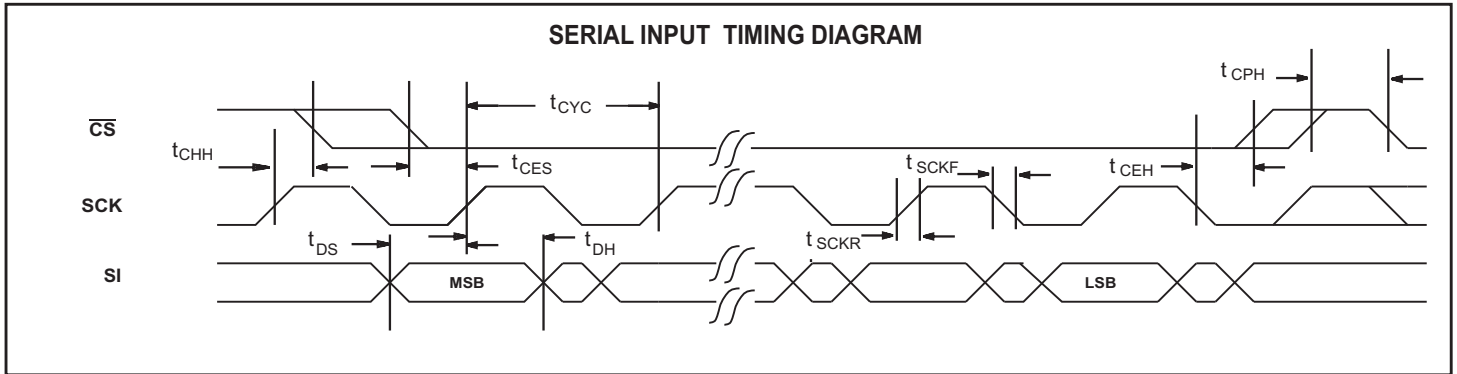 SERIAL INPUT TIMING DIAGRAM
tCPH
CS
tCYC
tCHH
tCES
tSCKF
tCEH
SCK
tDS
tDH
tSCKR
SI
MSB
LSB